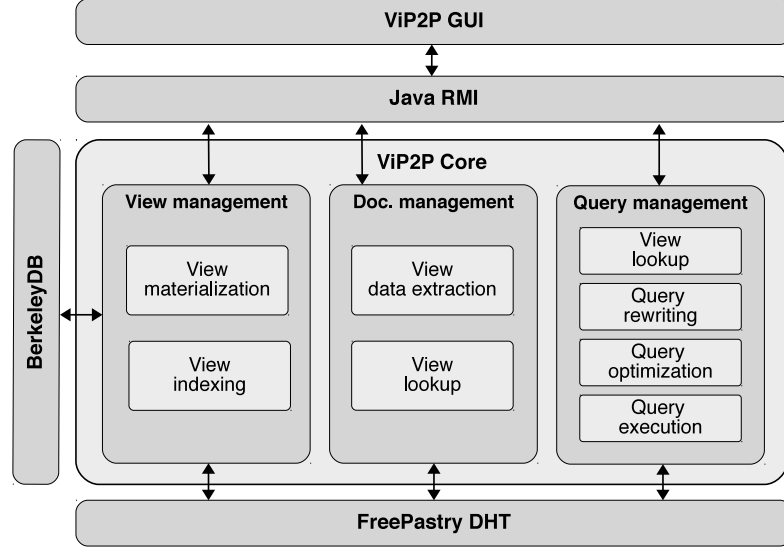 ViP2P GUI
Java RMI
BerkeleyDB
ViP2P Core
View management
View
materialization
View
indexing
Doc. management
View
data extraction
View
lookup
Query management
View
lookup
Query
rewriting
Query
optimization
Query
execution
FreePastry DHT